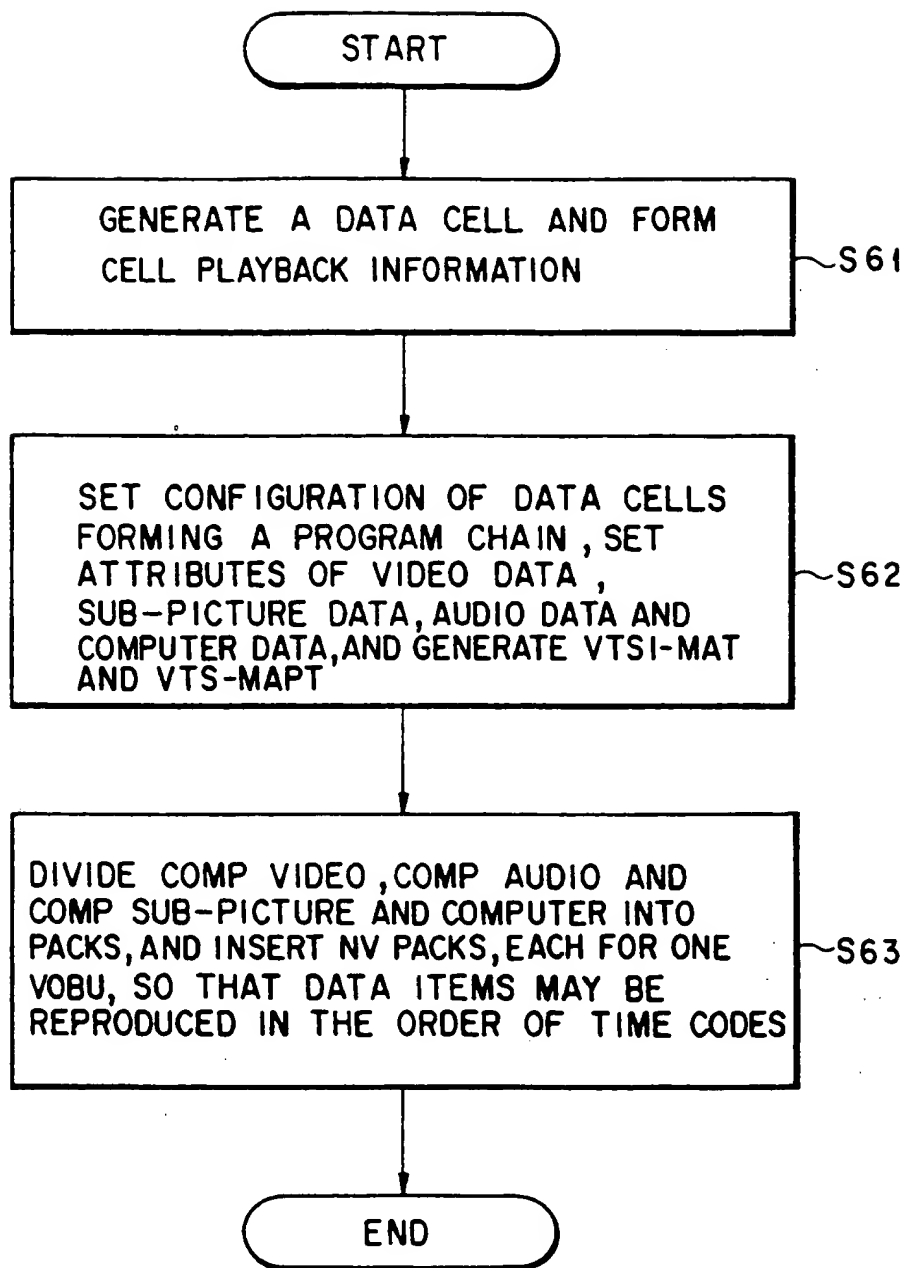 START
GENERATE A DATA CELL AND FORM
CELL PLAYBACK INFORMATION
S61
SET CONFIGURATION OF DATA CELLS
FORMING A PROGRAM CHAIN, SET
ATTRIBUTES OF VIDEO DATA,
SUB-PICTURE DATA, AUDIO DATA AND
COMPUTER DATA, AND GENERATE VTSI-MAT
AND VTS-MAPT
S62
DIVIDE COMP VIDEO, COMP AUDIO AND
COMP SUB-PICTURE AND COMPUTER INTO
PACKS, AND INSERT NV PACKS, EACH FOR ONE
VOBU, SO THAT DATA ITEMS MAY BE
REPRODUCED IN THE ORDER OF TIME CODES
S63
END